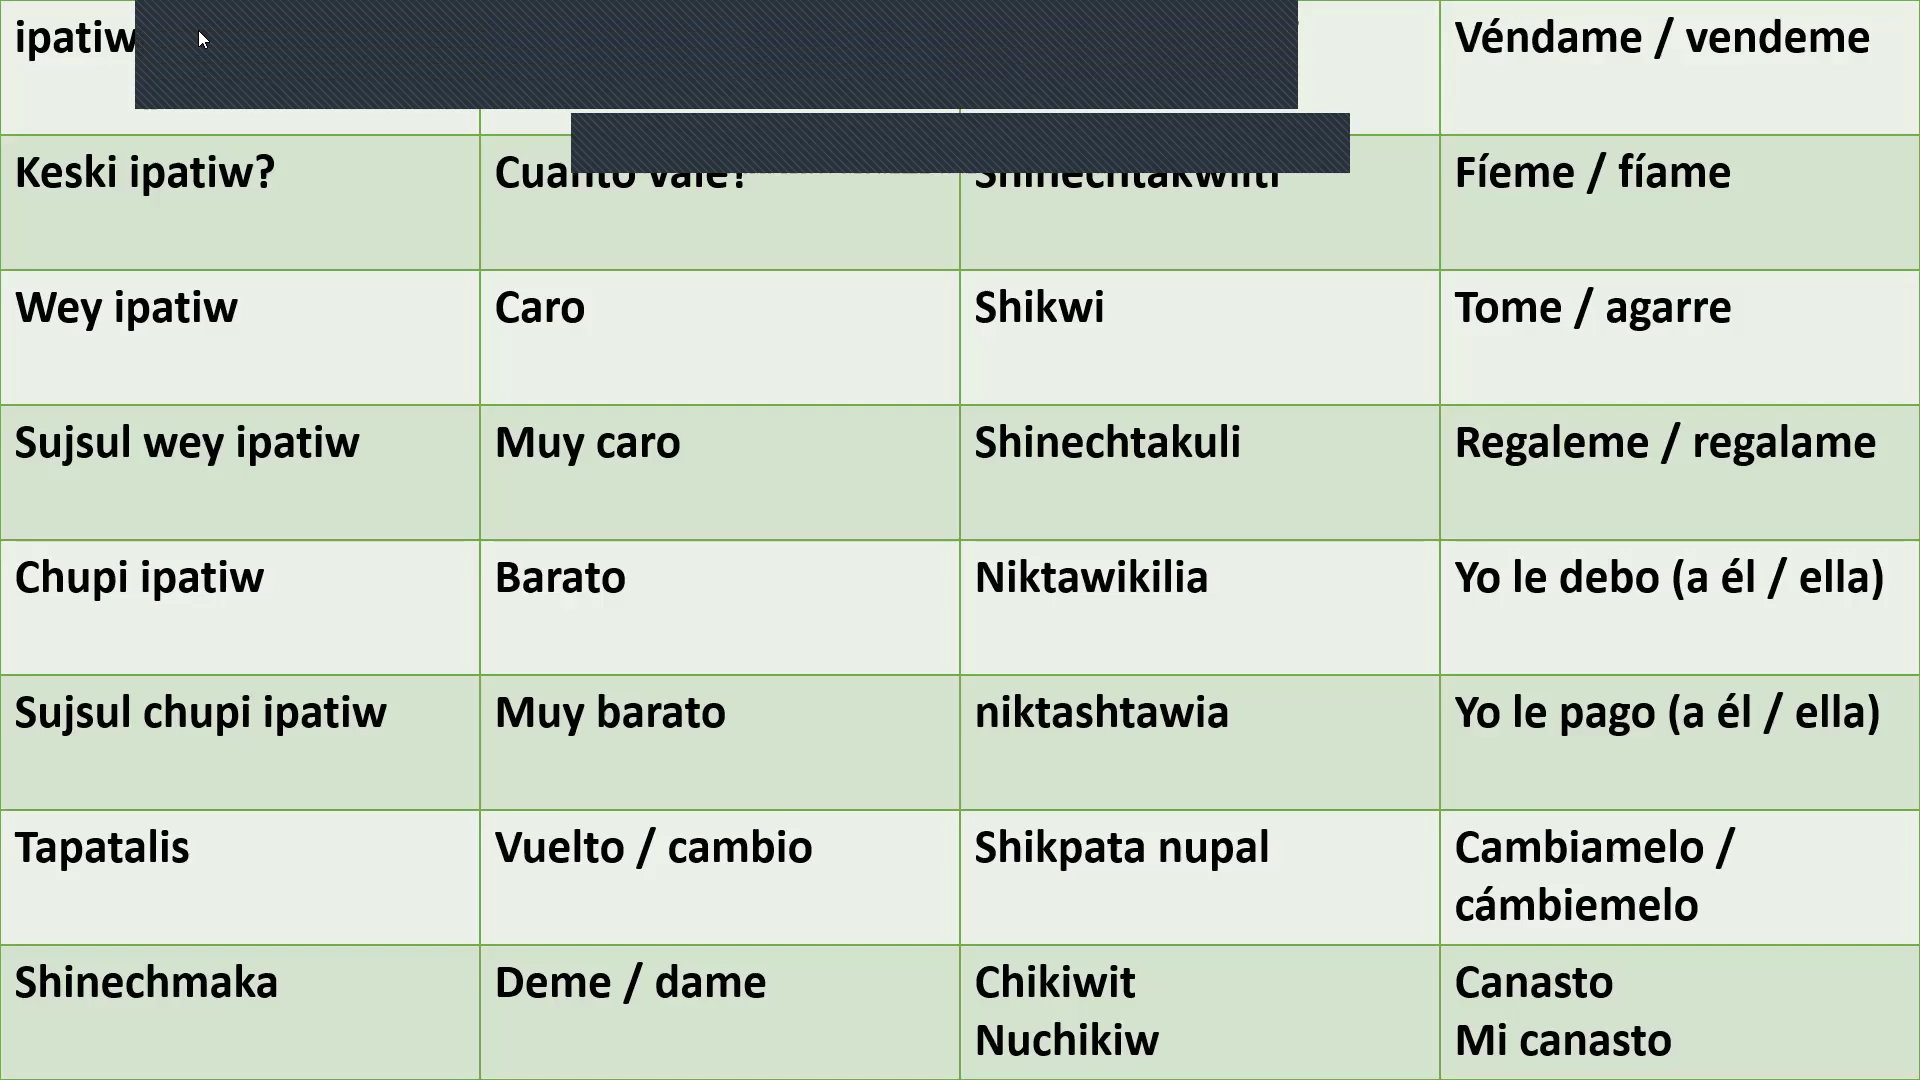 ipatiw Véndame / vendeme
Keski ipatiw? Cuanto vale? Fíeme / fíame
Wey ipatiw Caro Shikwi Tome / agarre
Sujsul wey ipatiw Muy caro Shinechtakuli Regaleme / regalame
Chupi ipatiw Barato Niktawikilia Yo le debo (a él / ella)
Sujsul chupi ipatiw Muy barato niktashtawia Yo le pago (a él / ella)
Tapatalis Vuelto / cambio Shikpata nupal Cambiamelo /
cámbiemelo
Shinechmaka Deme / dame Chikiwit Canasto
Nuchikiw Mi canasto